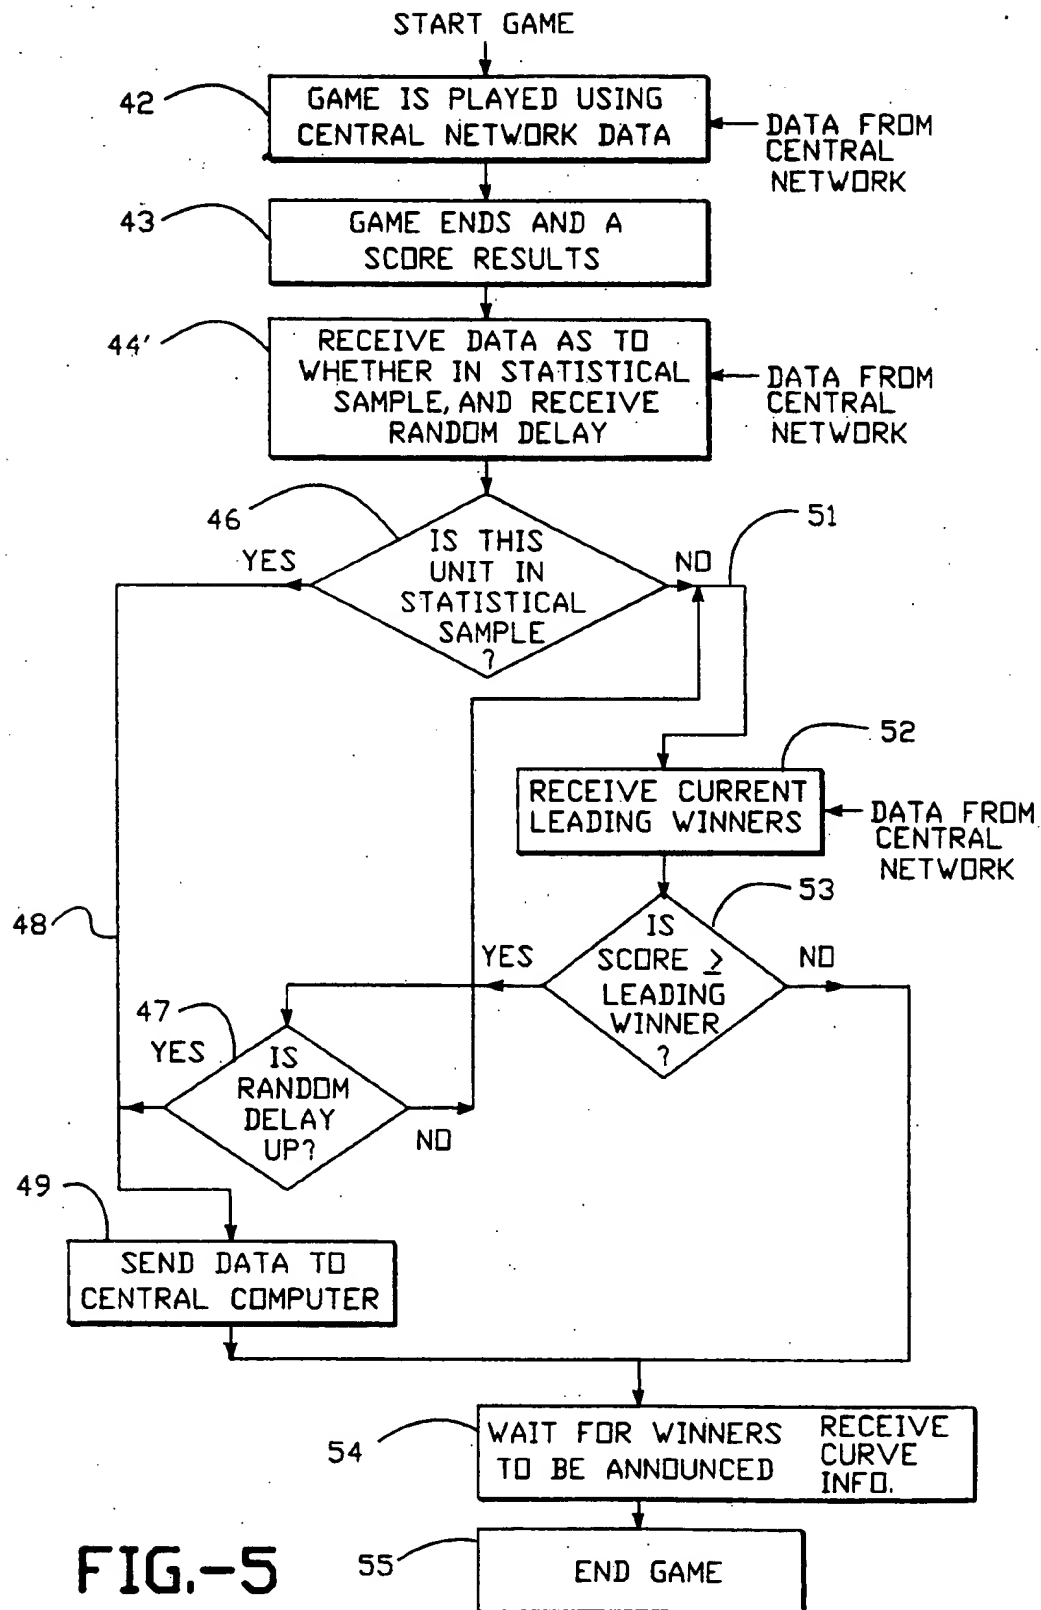 START GAME
42
GAME IS PLAYED USING
CENTRAL NETWORK DATA
DATA FROM
CENTRAL
NETWORK
43
GAME ENDS AND A
SCORE RESULTS
44'
RECEIVE DATA AS TO
WHETHER IN STATISTICAL
SAMPLE, AND RECEIVE
RANDOM DELAY
DATA FROM
CENTRAL
NETWORK
46
51
YES
IS THIS
UNIT IN
STATISTICAL
SAMPLE
?
NO
52
RECEIVE CURRENT
LEADING WINNERS
DATA FROM
CENTRAL
NETWORK
53
48
YES
IS
SCORE ≥
LEADING
WINNER
?
NO
47
YES
IS
RANDOM
DELAY
UP?
NO
49
SEND DATA TO
CENTRAL COMPUTER
54
WAIT FOR WINNERS
TO BE ANNOUNCED
RECEIVE
CURVE
INFO.
55
END GAME
FIG.-5